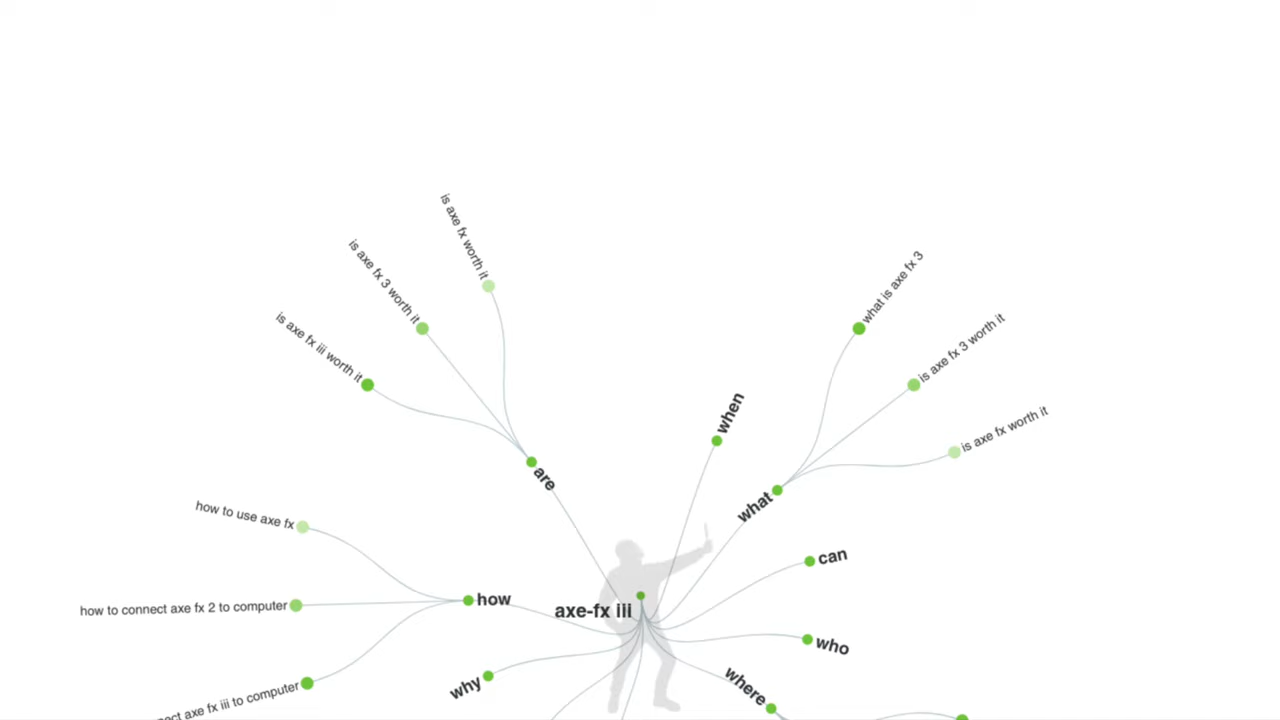 is axe fx worth it
is axe fx 3 worth it
is axe fx iii worth it
are
what is axe fx 3
is axe fx 3 worth it
is axe fx worth it
when
what
how to use axe fx
how to connect axe fx 2 to computer
how
axe-fx iii
can
who
why
where
iii to computer